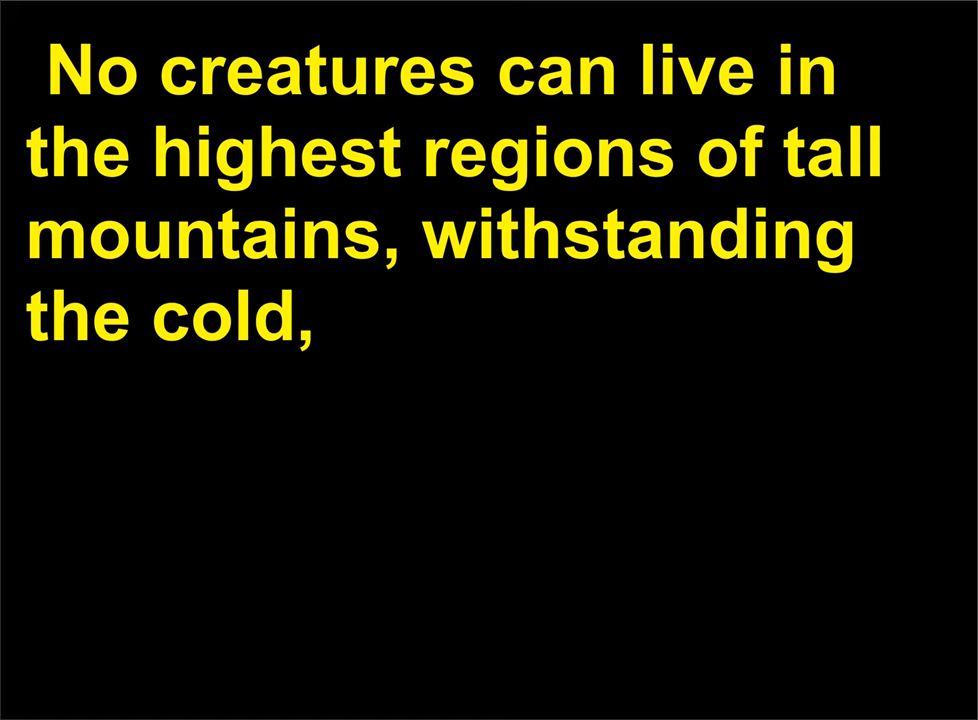 No creatures can live in
the highest regions of tall
mountains, withstanding
the cold,